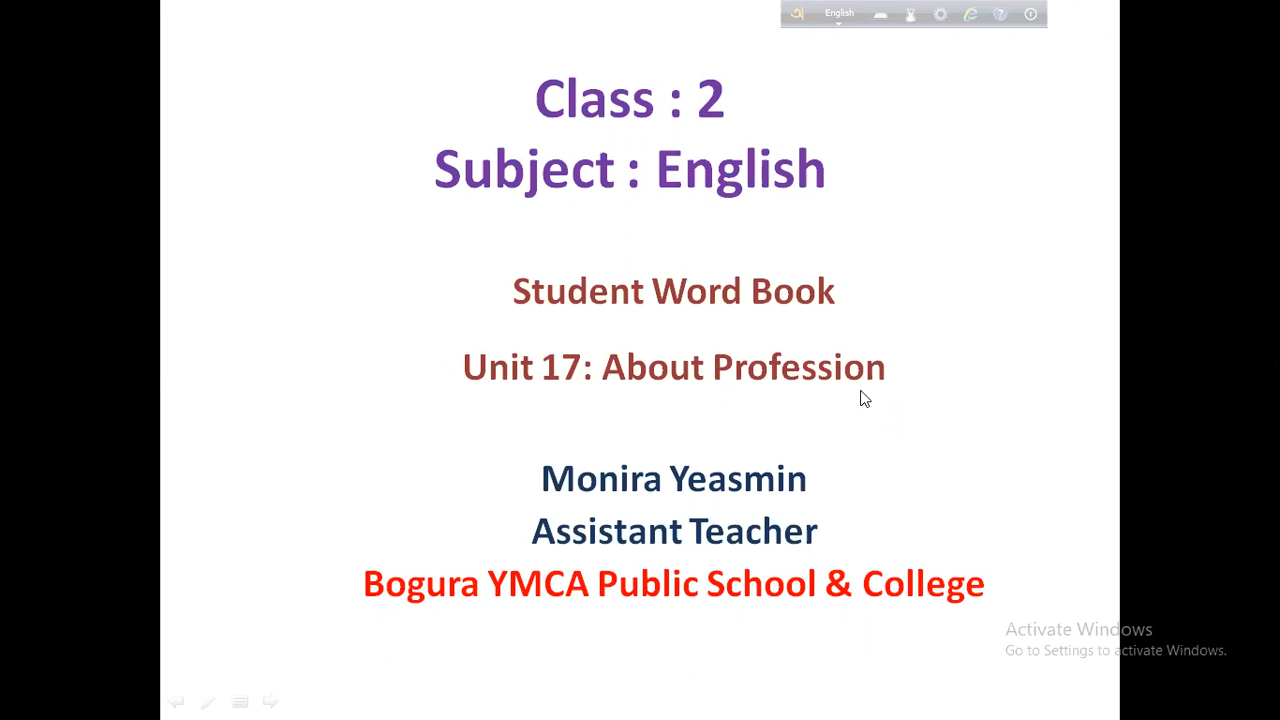 English
Class : 2
Subject : English
Student Word Book
Unit 17: About Profession
Monira Yeasmin
Assistant Teacher
Bogura YMCA Public School & College
Activate Windows
Go to Settings to activate Windows.